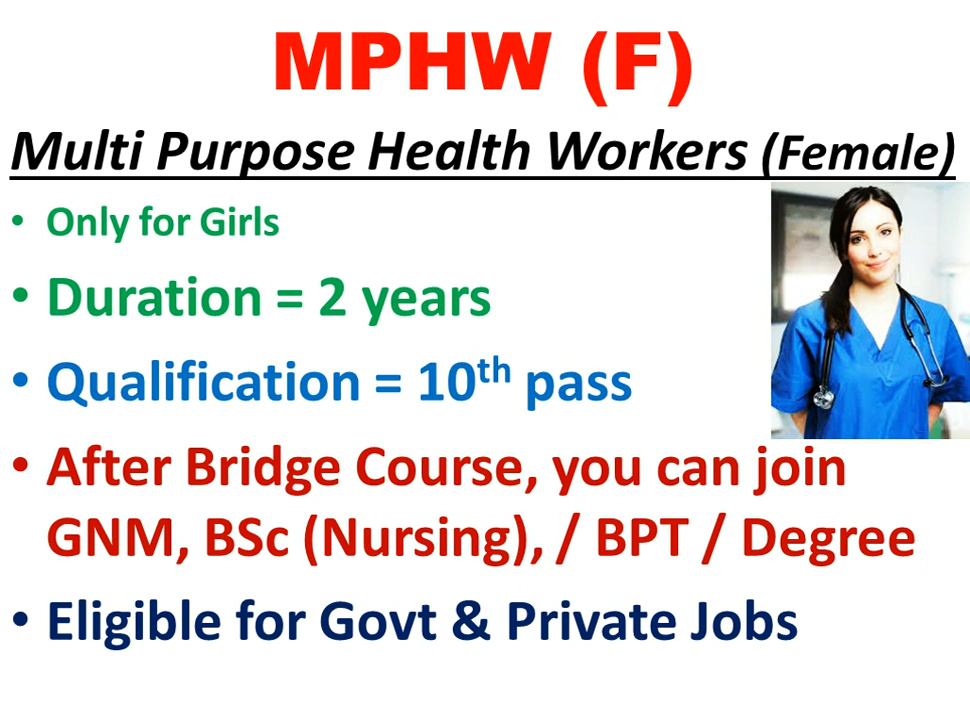 MPHW (F)
Multi Purpose Health Workers (Female)
• Only for Girls
• Duration = 2 years
• Qualification = 10th pass
• After Bridge Course, you can join
GNM, BSc (Nursing), / BPT / Degree
• Eligible for Govt & Private Jobs